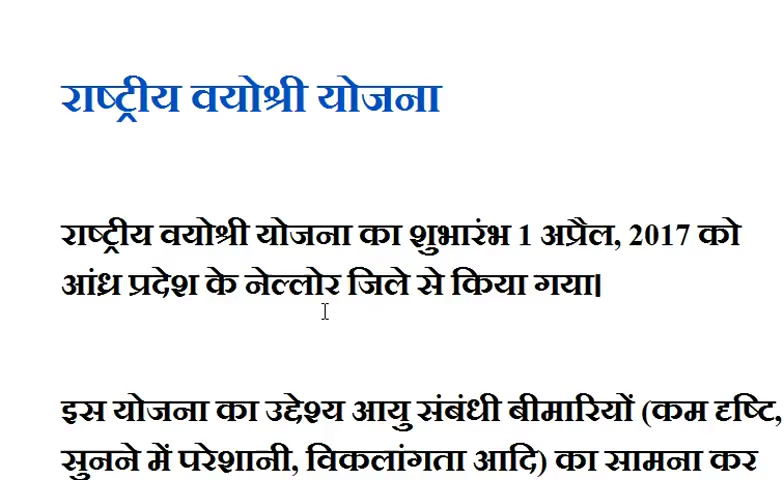 राष्ट्रीय वयोश्री योजना
राष्ट्रीय वयोश्री योजना का शुभारंभ 1 अप्रैल, 2017 को
आंध्र प्रदेश के नेल्लोर जिले से किया गया।
इस योजना का उद्देश्य आयु संबंधी बीमारियों (कम दृष्टि,
सुनने में परेशानी, विकलांगता आदि) का सामना कर